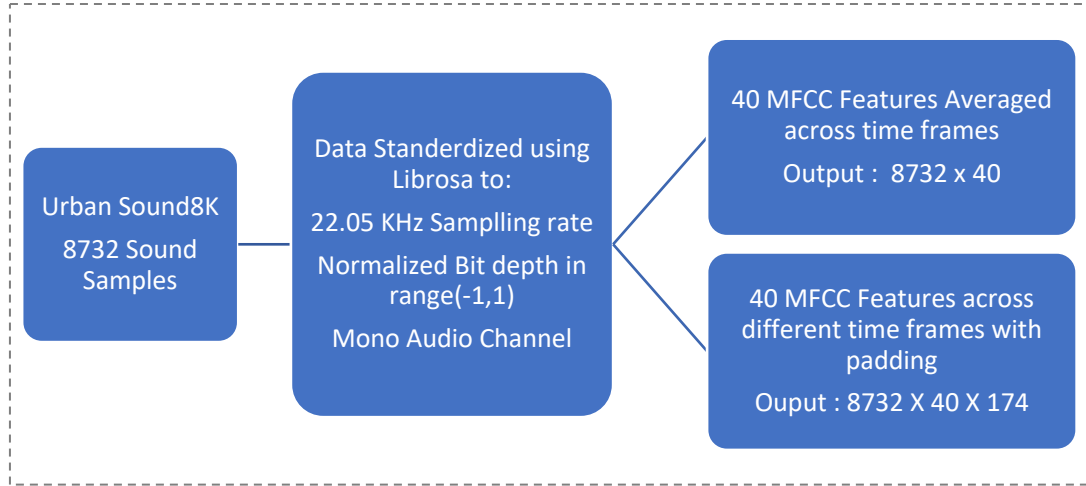 Urban Sound8K
8732 Sound
Samples
Data Standerdized using
Librosa to:
22.05 KHz Samplling rate
Normalized Bit depth in
range(-1,1)
Mono Audio Channel
40 MFCC Features Averaged
across time frames
Output :  8732 x 40
40 MFCC Features across
different time frames with
padding
Ouput : 8732 X 40 X 174